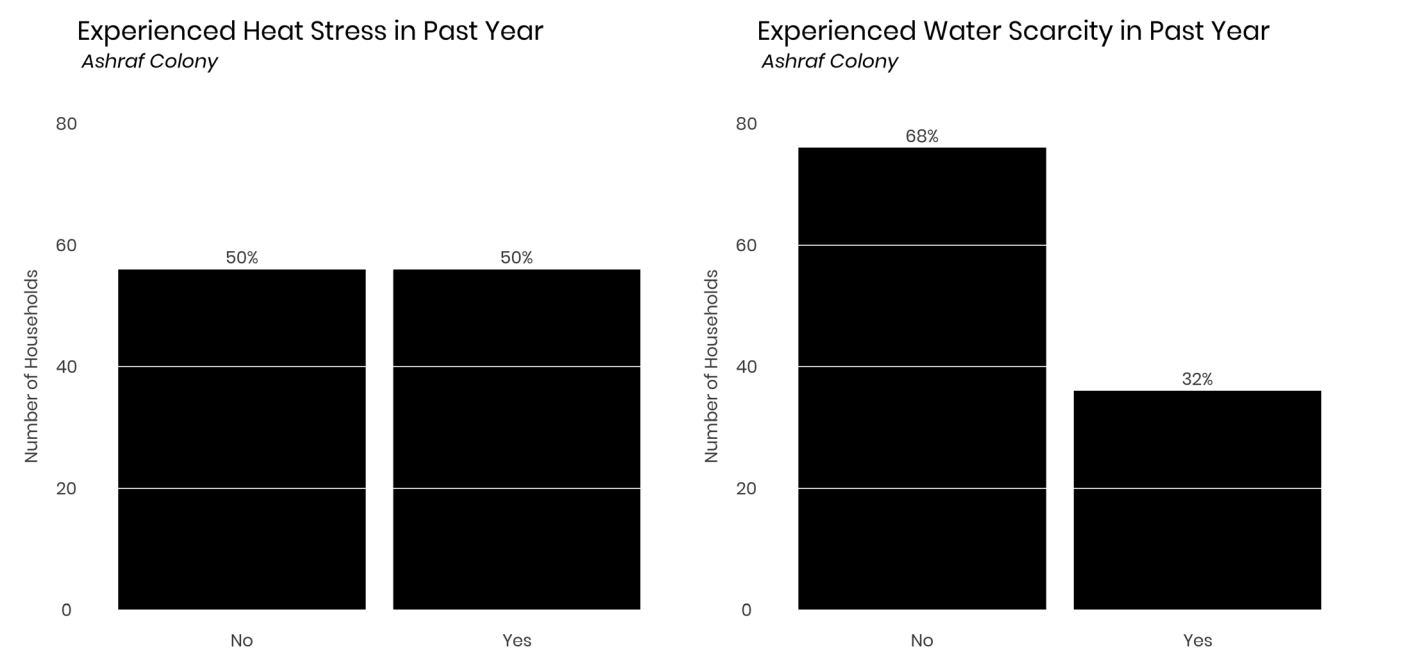 Experienced Heat Stress in Past Year
Ashraf Colony
80
60
40
20
0
Number of Households
50%
50%
No
Yes
Experienced Water Scarcity in Past Year
Ashraf Colony
80
60
40
20
0
Number of Households
68%
32%
No
Yes